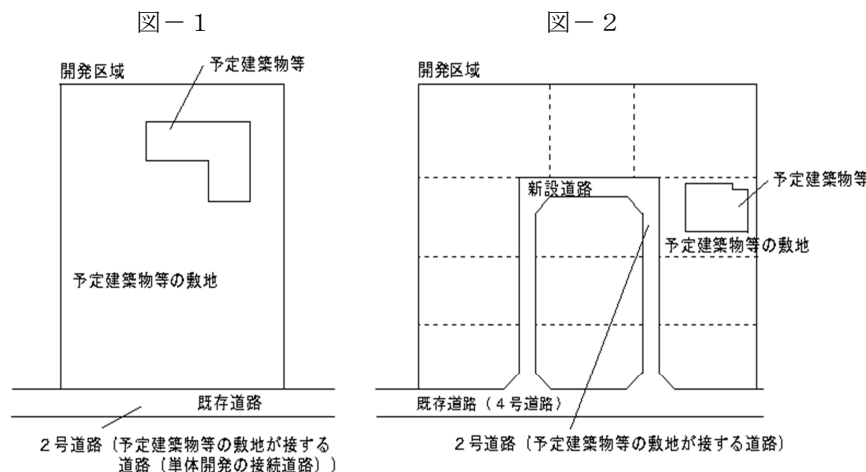 図－１
図－２
開発区域
予定建築物等
予定建築物等の敷地
既存道路
２号道路（予定建築物等の敷地が接する
道路（単体開発の接続道路））
開発区域
新設道路
予定建築物等
予定建築物等の敷地
既存道路（４号道路）
２号道路（予定建築物等の敷地が接する道路）